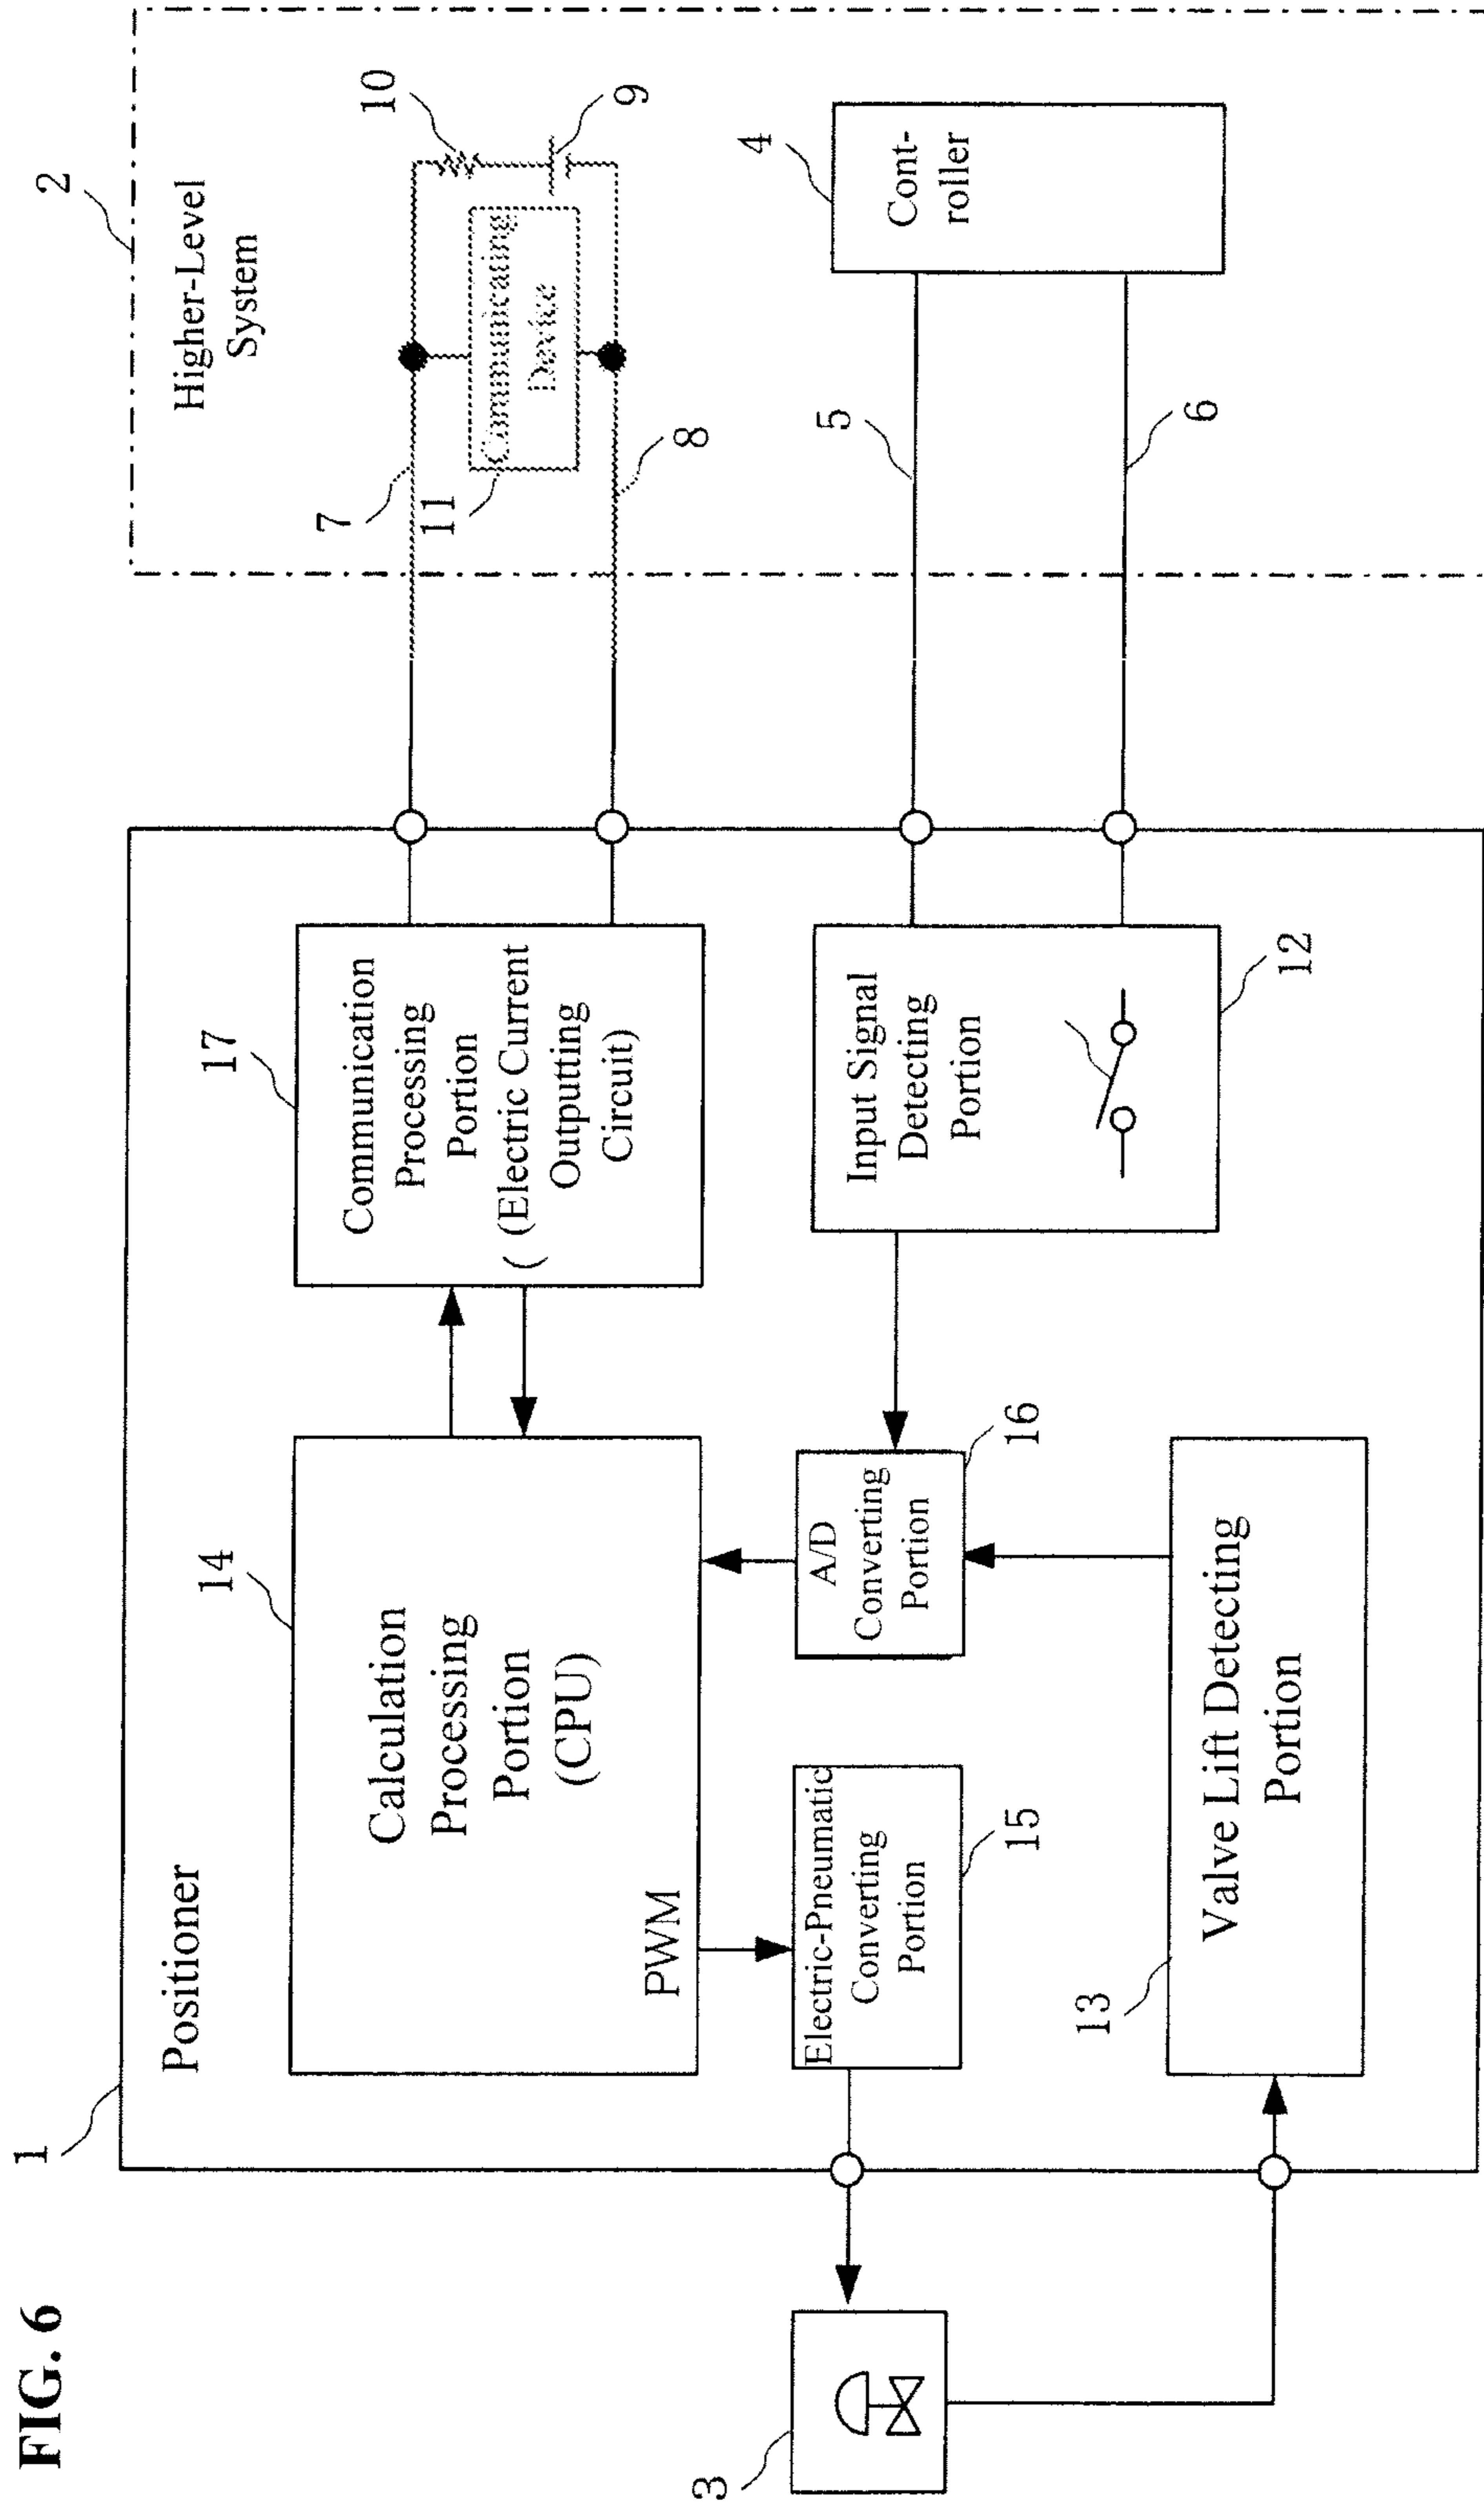 FIG. 6
1
Positioner
2
Higher-Level
System
14
Calculation
Processing
Portion
(CPU)
PWM
17
Communication
Processing
Portion
( (Electric Current
Outputting
Circuit)
7
11
Communicating
Device
8
10
9
3
Electric-Pneumatic
Converting
Portion
15
A/D
Converting
Portion
16
Input Signal
Detecting
Portion
12
5
6
4
Cont-
roller
13
Valve Lift Detecting
Portion